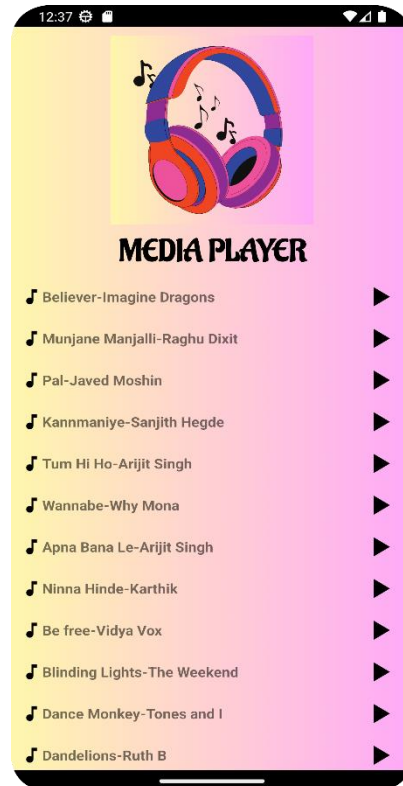 12:37
MEDIA PLAYER
Believer-Imagine Dragons
Munjane Manjalli-Raghu Dixit
Pal-Javed Moshin
Kannmaniye-Sanjith Hegde
Tum Hi Ho-Arijit Singh
Wannabe-Why Mona
Apna Bana Le-Arijit Singh
Ninna Hinde-Karthik
Be free-Vidya Vox
Blinding Lights-The Weekend
Dance Monkey-Tones and I
Dandelions-Ruth B